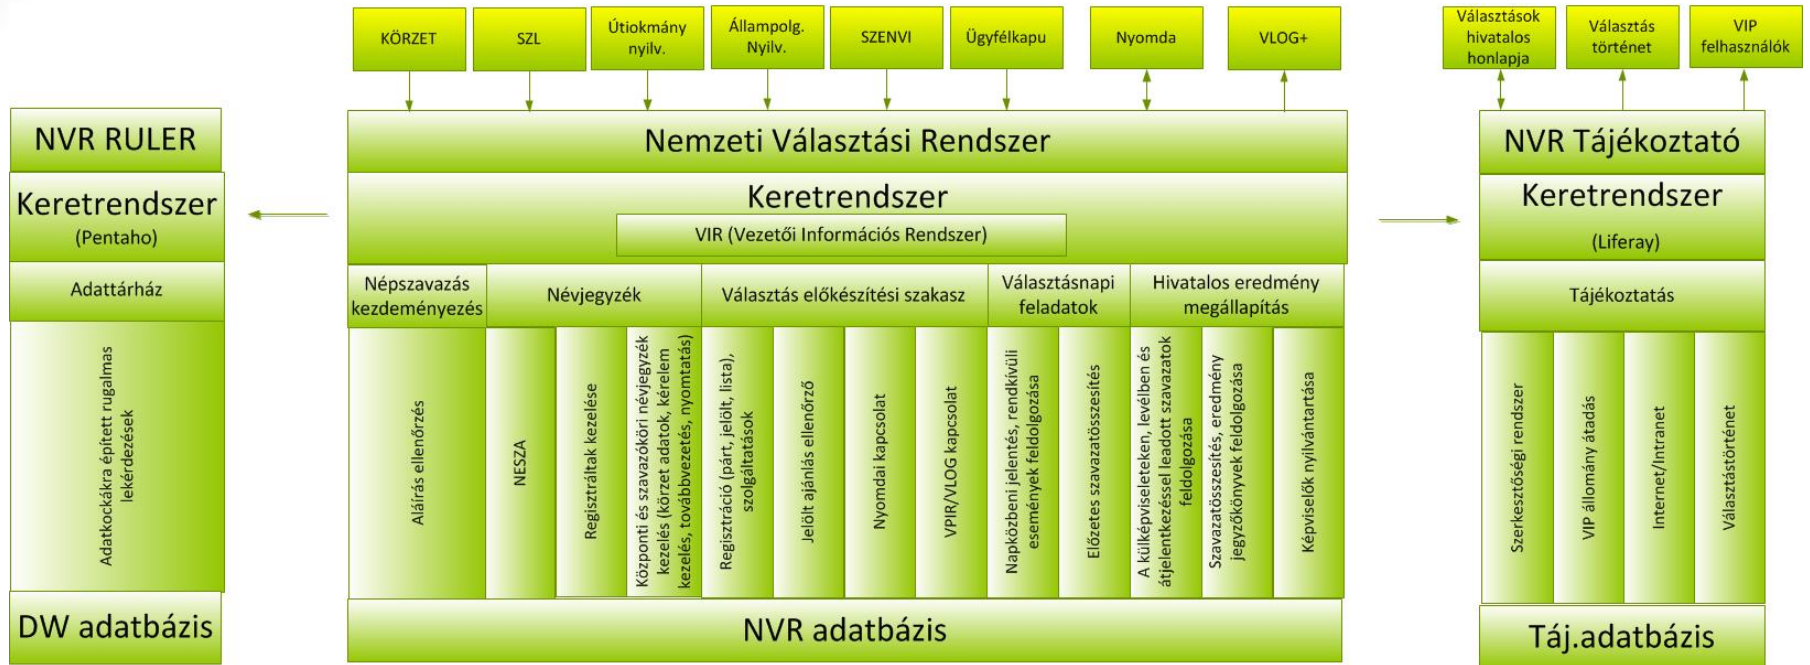 KÖRZET
SZL
Útiokmány
nyilv.
Állampolg.
Nyilv.
SZENVI
Ügyfélkapu
Nyomda
VLOG+
Választások
hivatalos
honlapja
Választás
történet
VIP
felhasználók
NVR RULER
Keretrendszer
(Pentaho)
Adattárház
Adatkockákra épített rugalmas
lekérdezések
DW adatbázis
Nemzeti Választási Rendszer
Keretrendszer
VIR (Vezetői Információs Rendszer)
Népszavazás
kezdeményezés
Névjegyzék
Választás előkészítési szakasz
Választásnapi
feladatok
Hivatalos eredmény
megállapítás
Aláírás ellenőrzés
NESZA
Regisztráltak kezelése
Központi és szavazóköri névjegyzék
kezelés (körzet adatok, kérelem
kezelés, továbbvezetés, nyomtatás)
Regisztráció (párt, jelölt, lista),
szolgáltatások
Jelölt ajánlás ellenőrző
Nyomdai kapcsolat
VPIR/VLOG kapcsolat
Napközbeni jelentés, rendkívüli
események feldolgozása
Előzetes szavazatösszesítés
A külképviseleteken, levélben és
átjelentkezéssel leadott szavazatok
feldolgozása
Szavazatösszesítés, eredmény
jegyzőkönyvek feldolgozása
Képviselők nyilvántartása
NVR adatbázis
NVR Tájékoztató
Keretrendszer
(Liferay)
Tájékoztatás
Szerkesztőségi rendszer
VIP állomány átadás
Internet/Intranet
Választástörténet
Táj.adatbázis